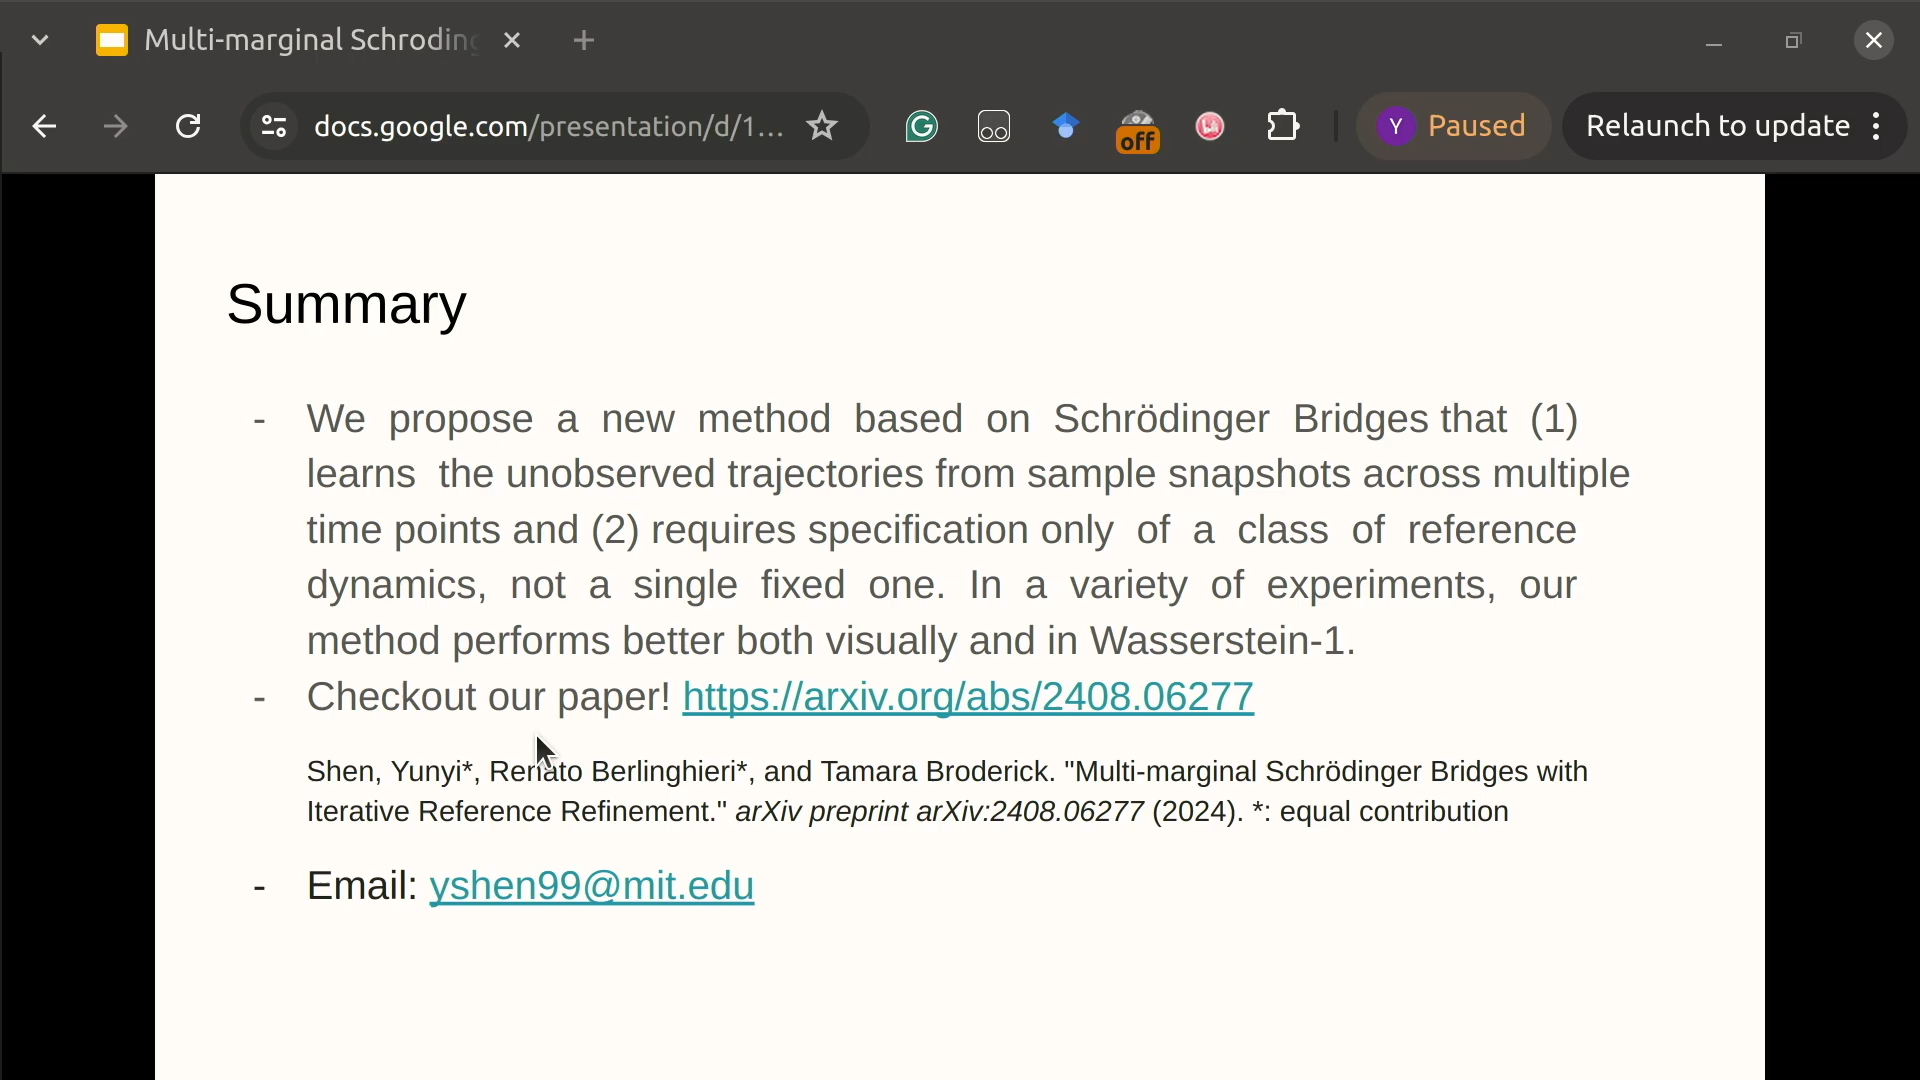 Multi-marginal Schroding
docs.google.com/presentation/d/1...
off
Y
Paused
Relaunch to update
Summary
- We propose a new method based on Schrödinger Bridges that (1)
learns the unobserved trajectories from sample snapshots across multiple
time points and (2) requires specification only of a class of reference
dynamics, not a single fixed one. In a variety of experiments, our
method performs better both visually and in Wasserstein-1.
- Checkout our paper! https://arxiv.org/abs/2408.06277
Shen, Yunyi*, Renato Berlinghieri*, and Tamara Broderick. "Multi-marginal Schrödinger Bridges with
Iterative Reference Refinement." arXiv preprint arXiv:2408.06277 (2024). *: equal contribution
- Email: yshen99@mit.edu